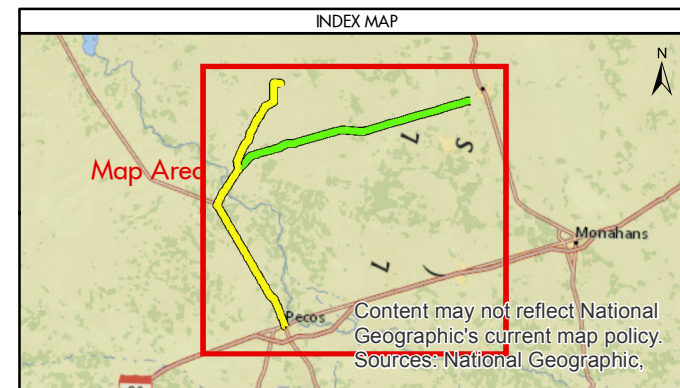 INDEX MAP
N
Map Area
L
S
Monahans
L
(
Pecos
Content may not reflect National
Geographic's current map policy.
Sources: National Geographic,